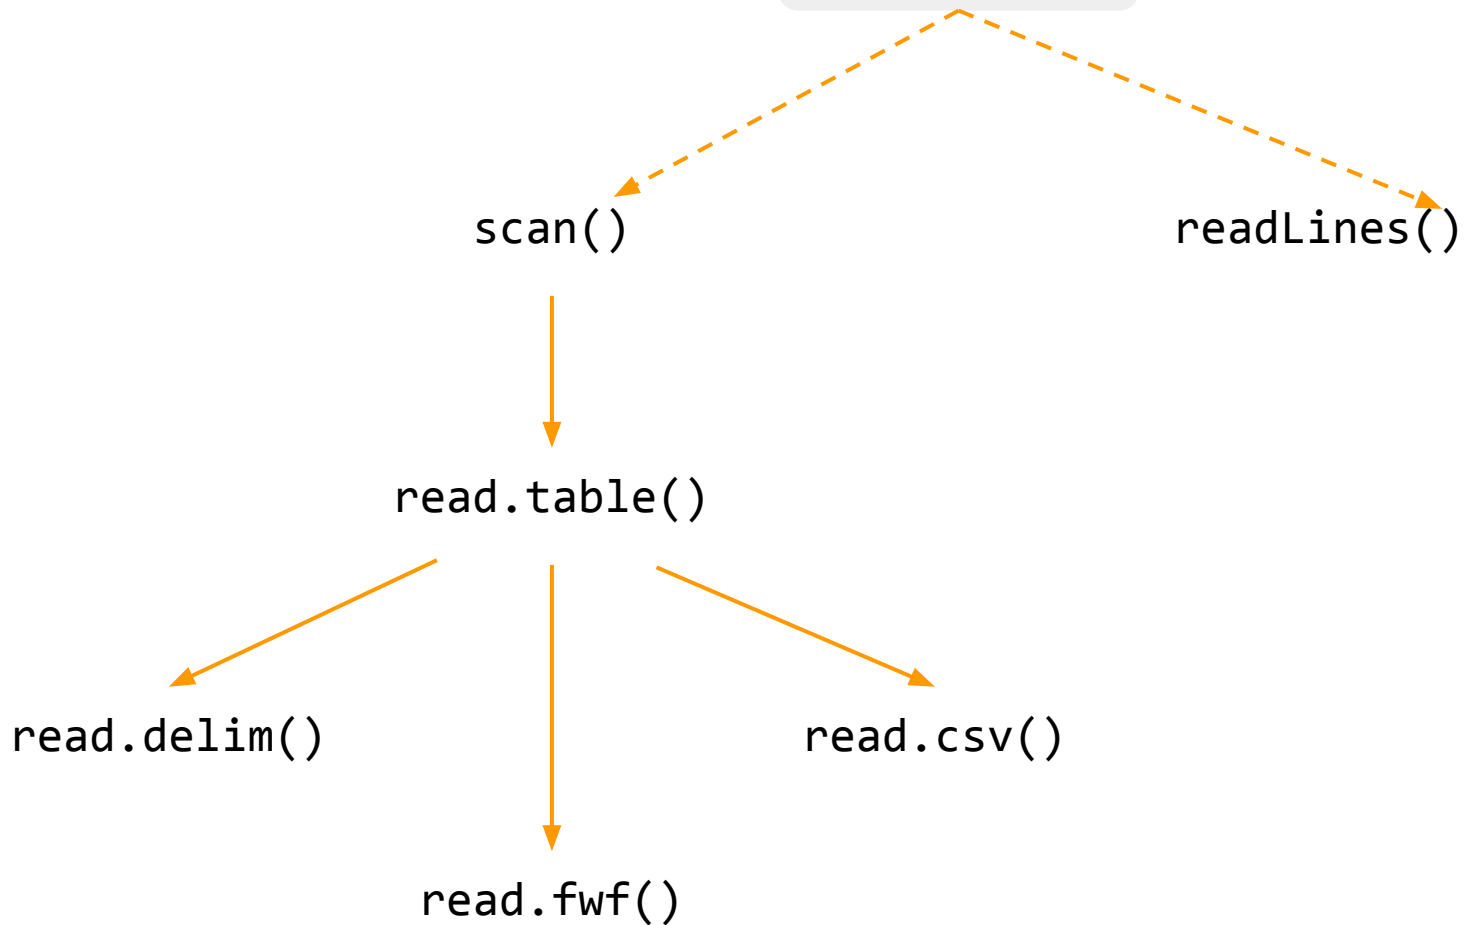 scan()
readLines()
read.table()
read.delim()
read.csv()
read.fwf()